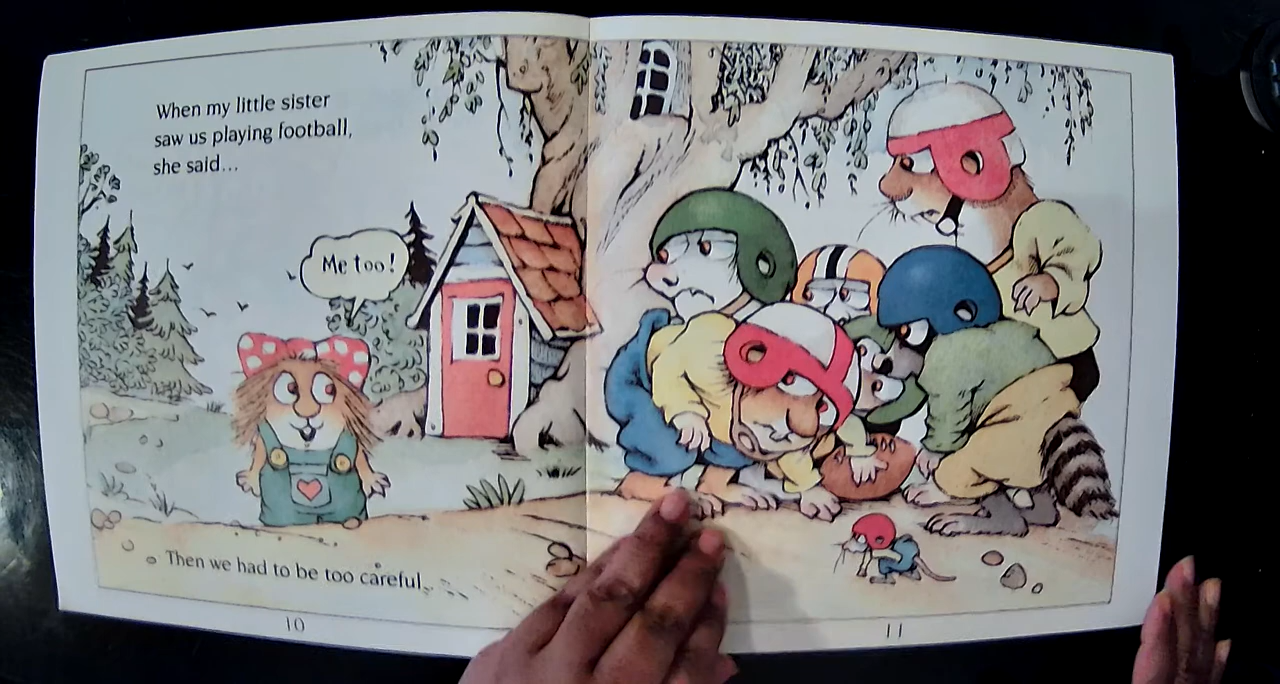 When my little sister
saw us playing football,
she said...
Me too!
Then we had to be too careful.
10
11